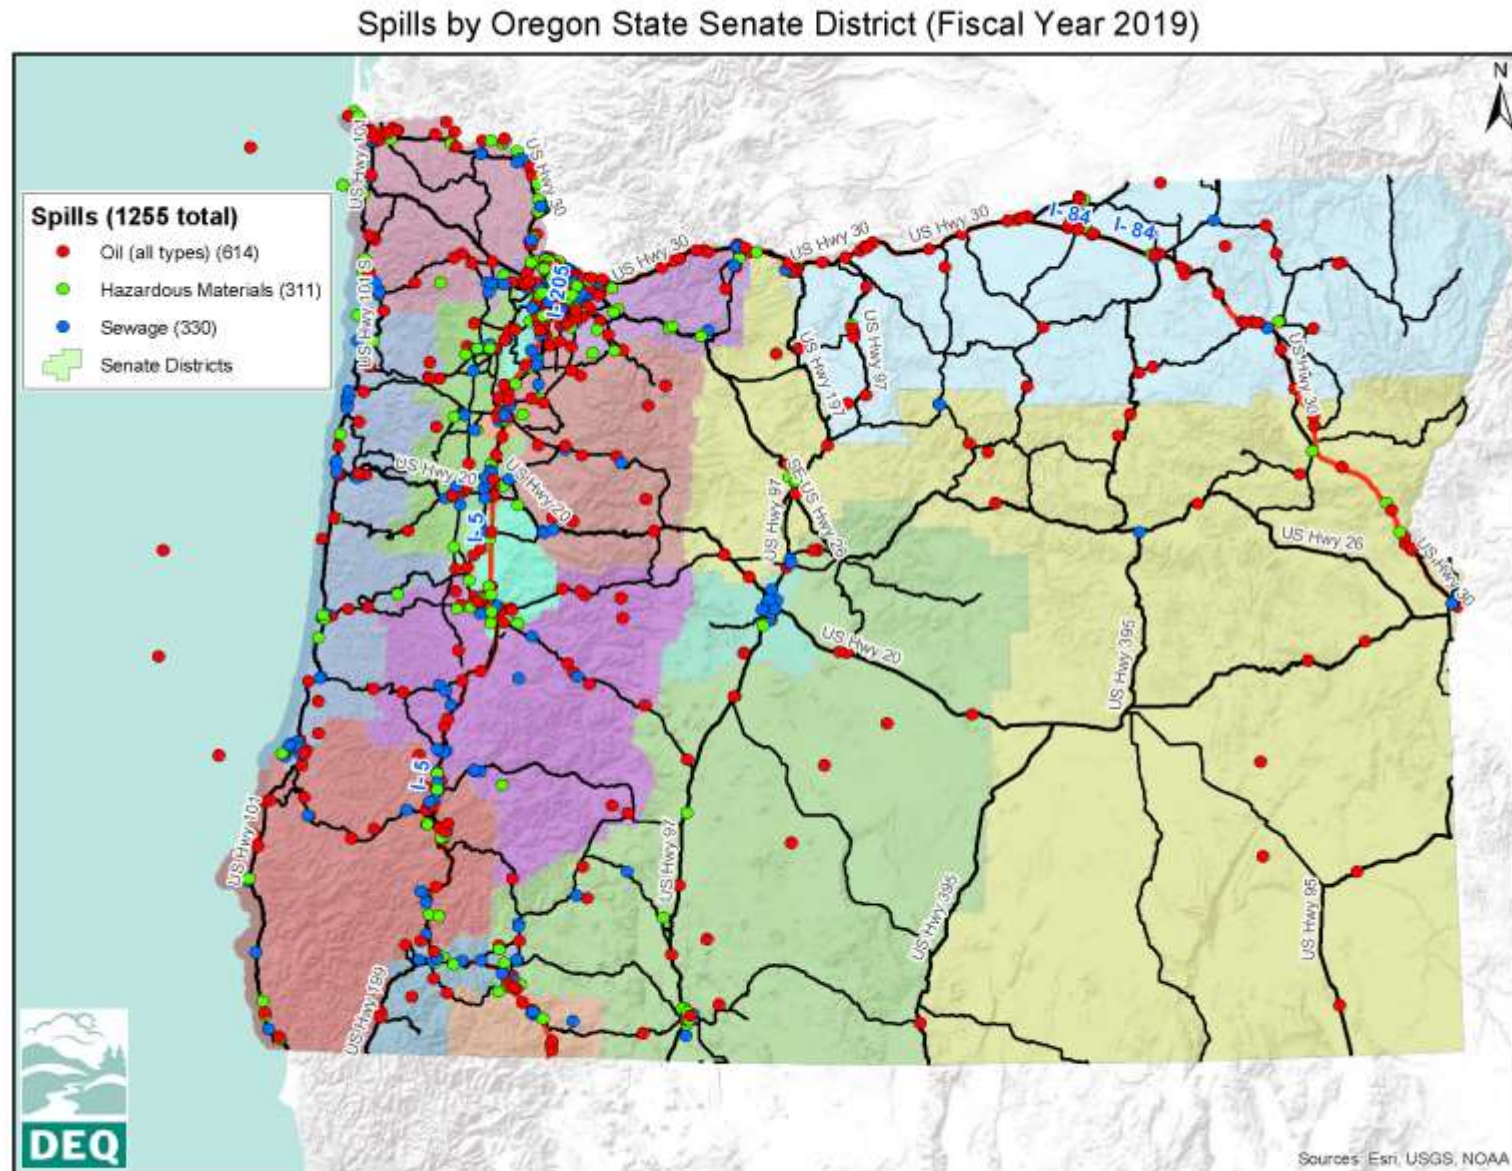 Spills by Oregon State Senate District (Fiscal Year 2019)
N
Spills (1255 total)
Oil (all types) (614)
Hazardous Materials (311)
Sewage (330)
Senate Districts
US Hwy 101
US Hwy 30
US Hwy 101S
I-205
US Hwy 30
US Hwy 30
US Hwy 30
I-84
I-84
US Hwy 197
US Hwy 97
US Hwy 30
US Hwy 20
US Hwy 20
I-5
US Hwy 97
US Hwy 26
US Hwy 26
US Hwy 30
US Hwy 20
US Hwy 395
I-5
US Hwy 101
US Hwy 97
US Hwy 395
US Hwy 95
US Hwy 199
DEQ
Sources: Esri, USGS, NOAA